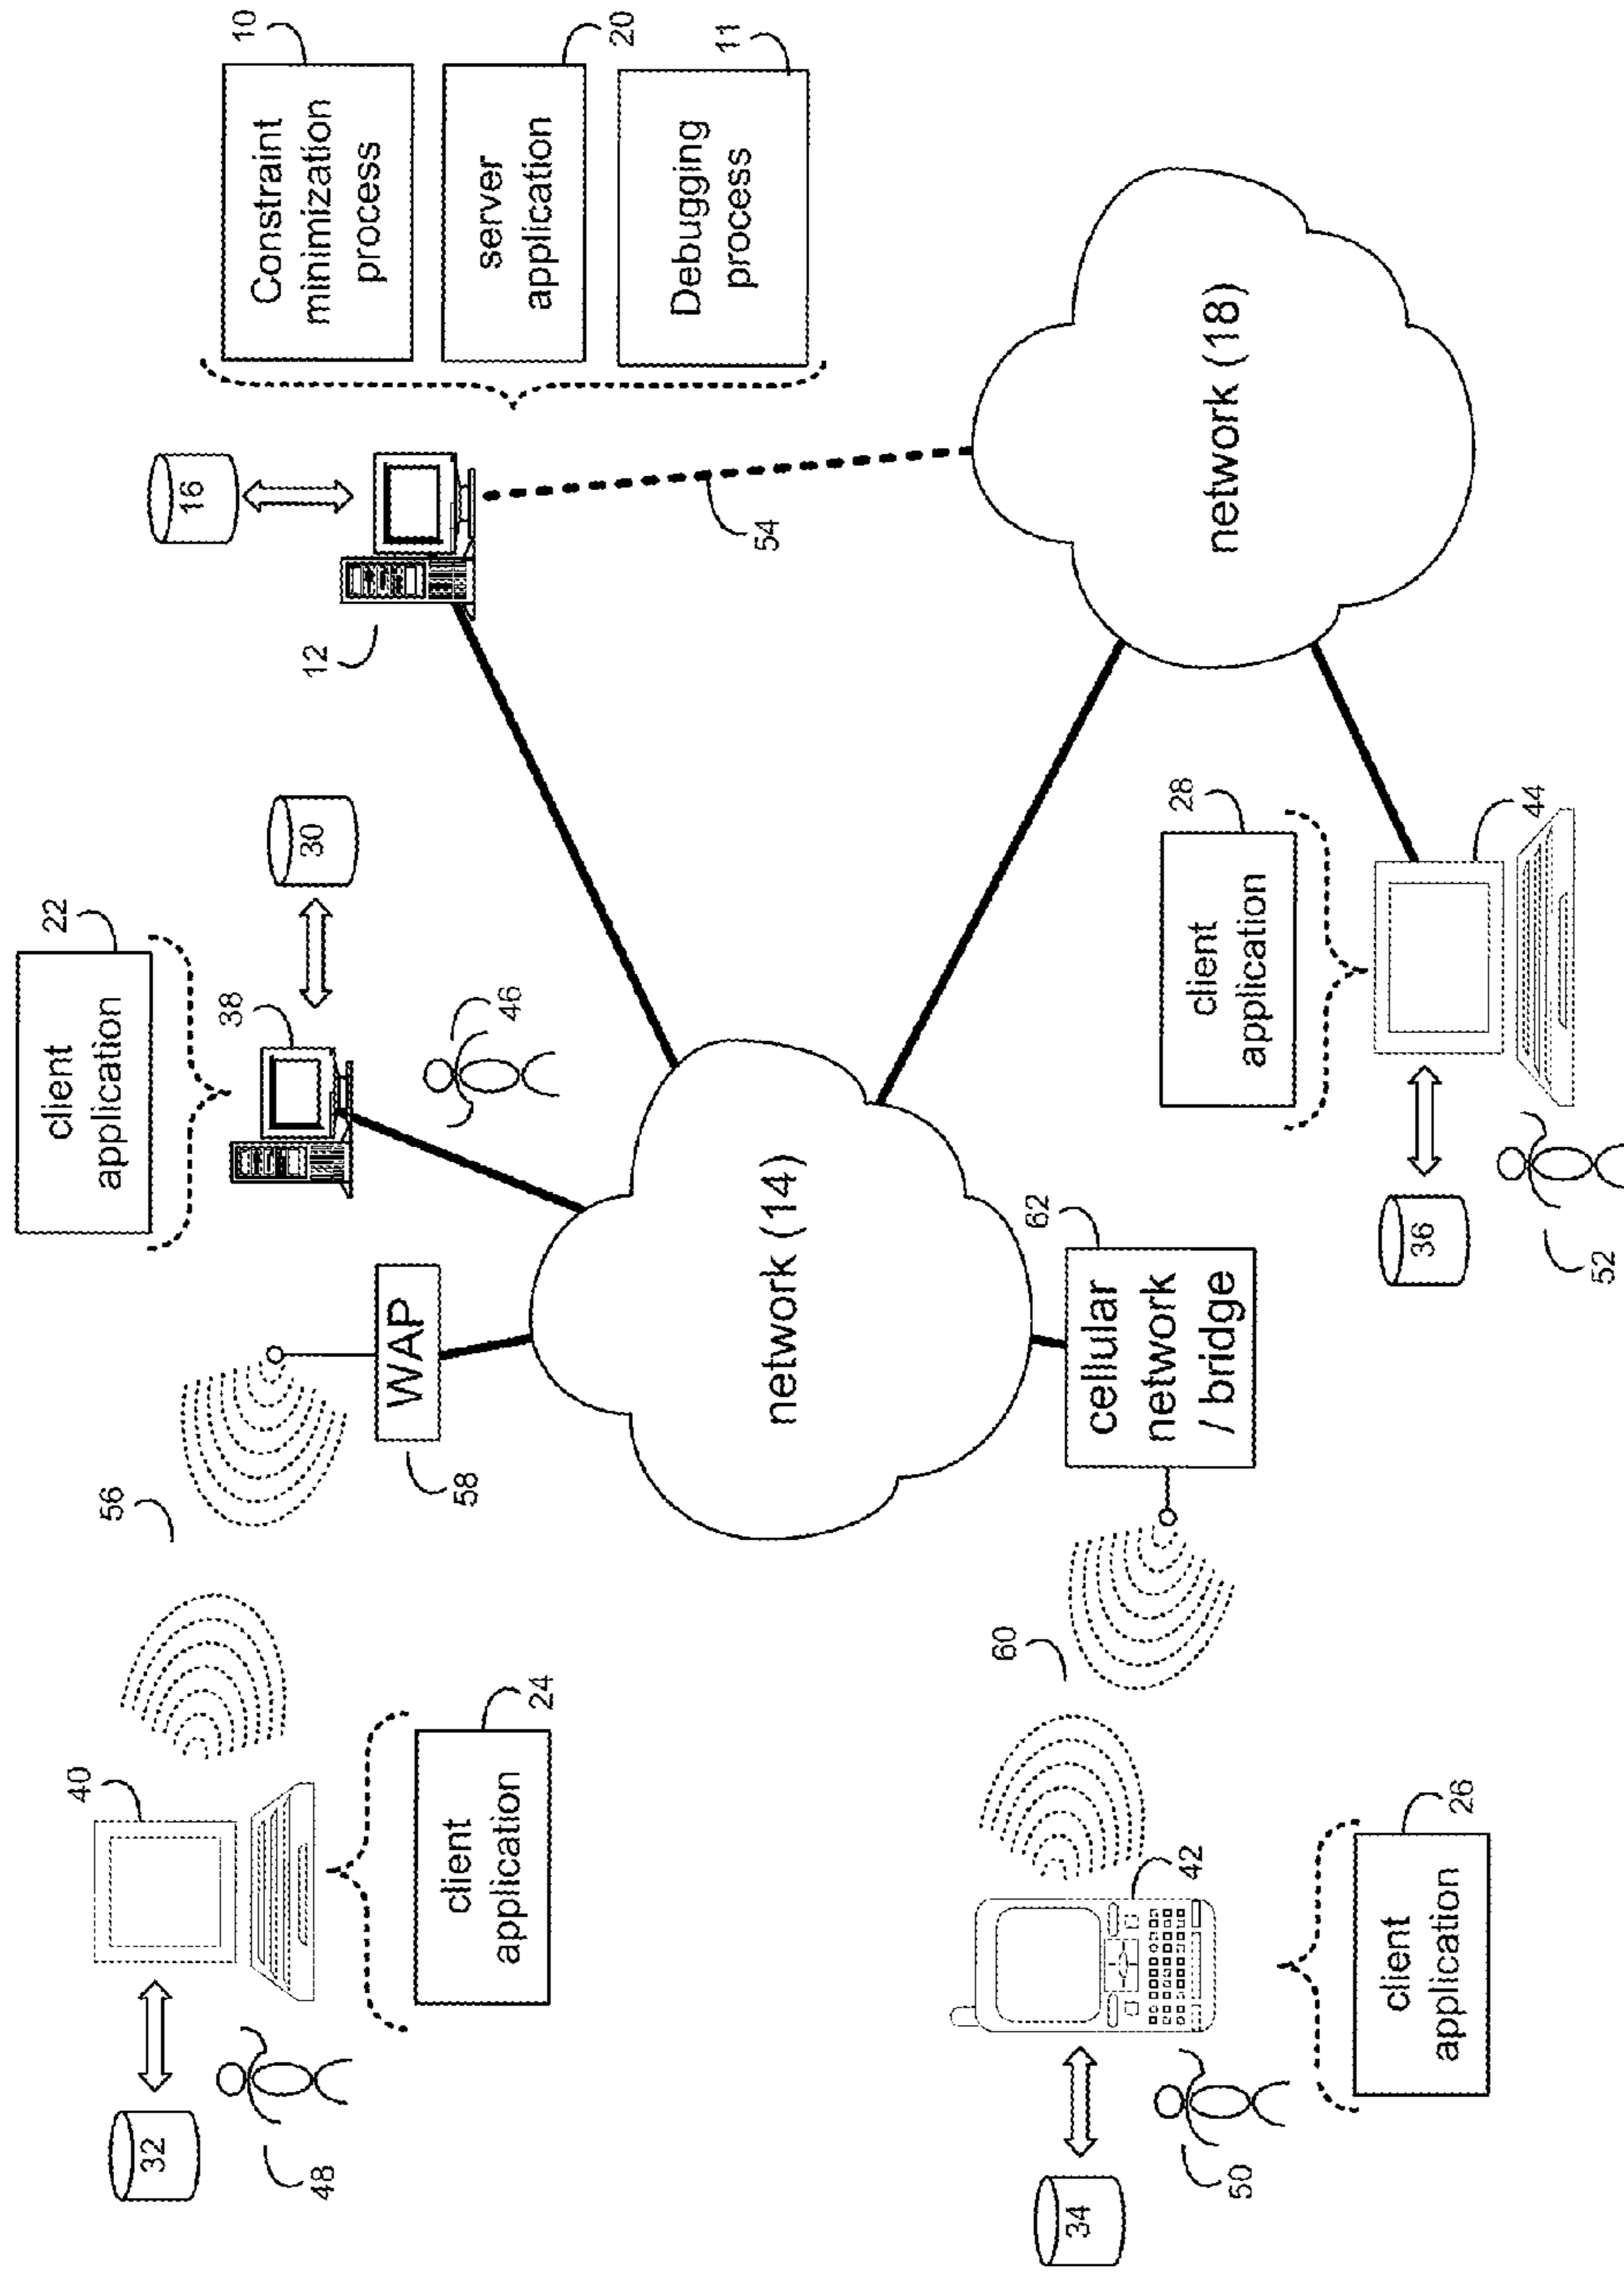 10
Constraint
minimization
process
20
server
application
11
Debugging
process
16
12
54
22
client
application
30
38
46
56
WAP
58
network (14)
network (18)
40
32
48
24
client
application
60
62
cellular
network
/ bridge
42
34
50
26
client
application
28
client
application
44
36
52